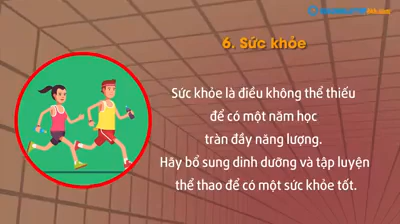 6. Sức khỏe
Sức khỏe là điều không thể thiếu
để có một năm học
tràn đầy năng lượng.
Hãy bổ sung dinh dưỡng và tập luyện
thể thao để có một sức khỏe tốt.